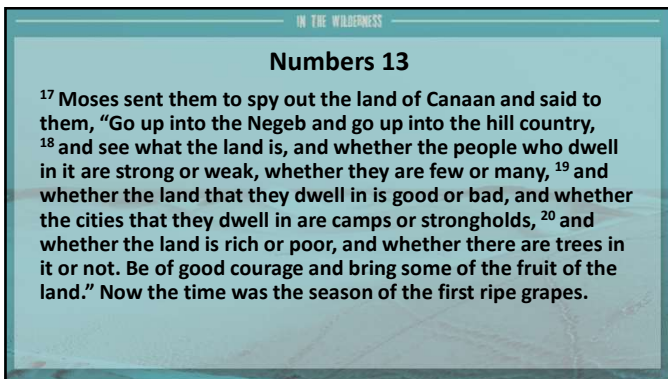 IN THE WILDERNESS
Numbers 13
17 Moses sent them to spy out the land of Canaan and said to
them, “Go up into the Negeb and go up into the hill country,
18 and see what the land is, and whether the people who dwell
in it are strong or weak, whether they are few or many, 19 and
whether the land that they dwell in is good or bad, and whether
the cities that they dwell in are camps or strongholds, 20 and
whether the land is rich or poor, and whether there are trees in
it or not. Be of good courage and bring some of the fruit of the
land.” Now the time was the season of the first ripe grapes.